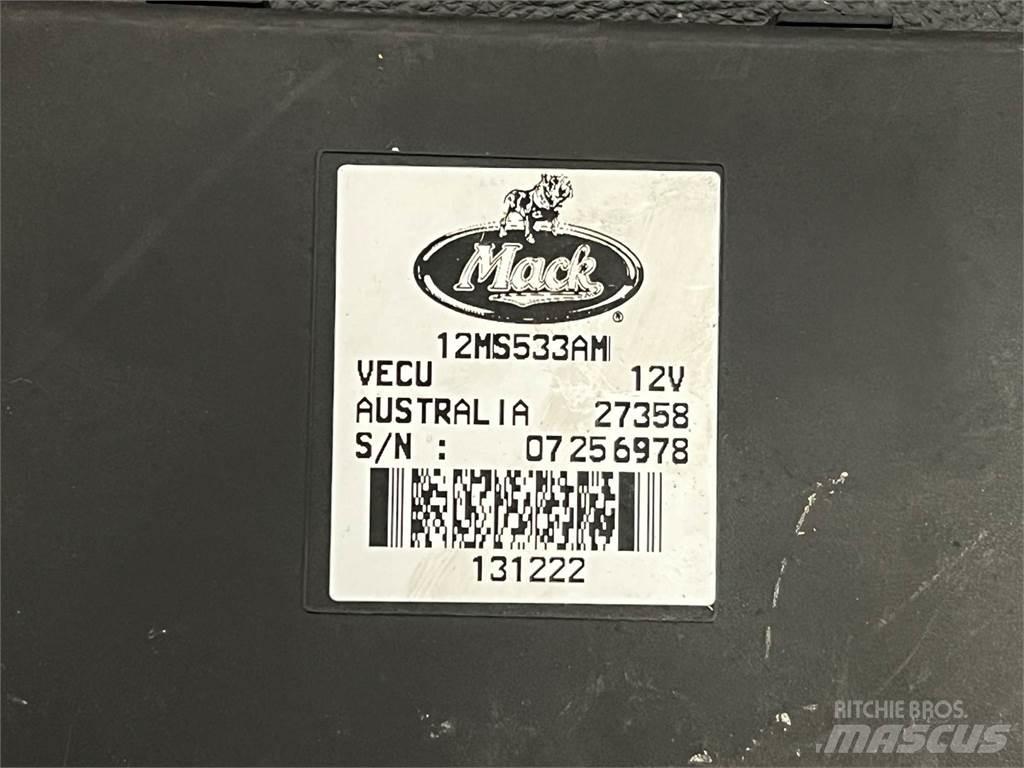 Mack
®
12MS533AM
VECU 12V
AUSTRALIA 27358
S/N : 07256978
131222
RITCHIE BROS.
MASCUS